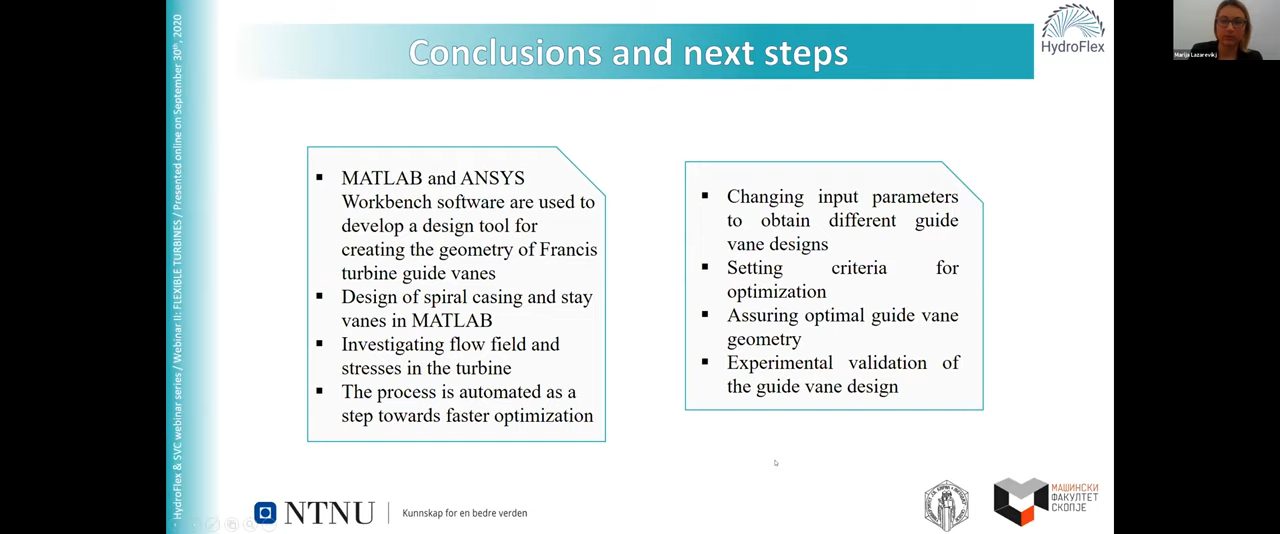 HydroFlex & SVC webinar series / Webinar II: FLEXIBLE TURBINES / Presented online on September 30th, 2020
Conclusions and next steps
HydroFlex
Marija Lazarevikj
▪ MATLAB and ANSYS
Workbench software are used to
develop a design tool for
creating the geometry of Francis
turbine guide vanes
▪ Design of spiral casing and stay
vanes in MATLAB
▪ Investigating flow field and
stresses in the turbine
▪ The process is automated as a
step towards faster optimization
▪ Changing input parameters
to obtain different guide
vane designs
▪ Setting criteria for
optimization
▪ Assuring optimal guide vane
geometry
▪ Experimental validation of
the guide vane design
NTNU
Kunnskap for en bedre verden
МАШИНСКИ
ФАКУЛТЕТ
СКОПЈЕ